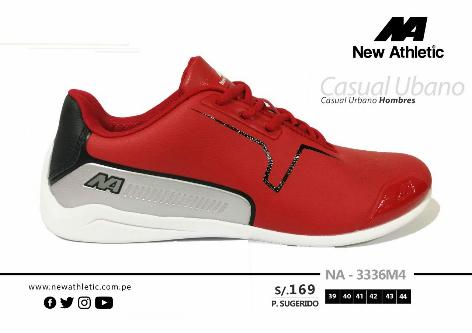 NA
New Athletic
Casual Ubano
Casual Urbano Hombres
NA
www.newathletic.com.pe
S/.169
P. SUGERIDO
NA - 3336M4
39 40 41 42 43 44